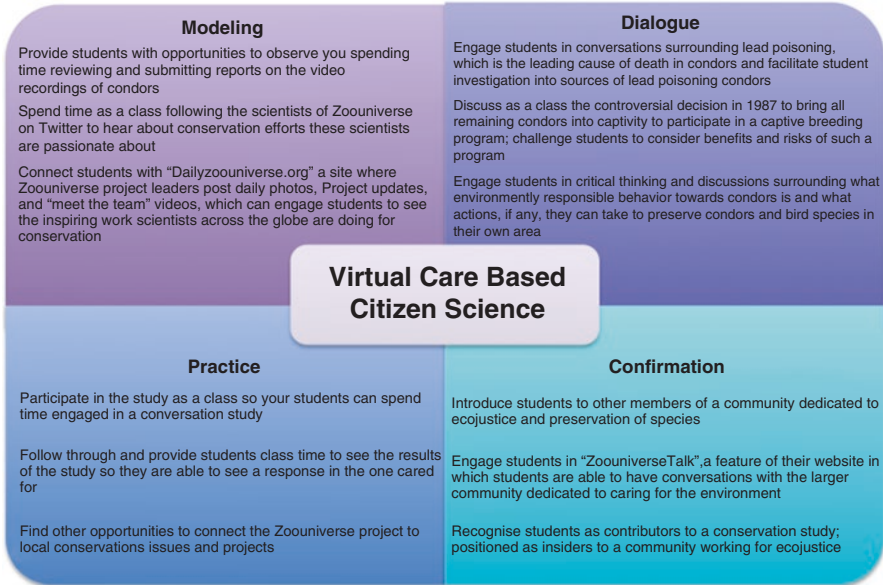 Modeling
Provide students with opportunities to observe you spending
time reviewing and submitting reports on the video
recordings of condors
Spend time as a class following the scientists of Zoouniverse
on Twitter to hear about conservation efforts these scientists
are passionate about
Connect students with “Dailyzoouniverse.org” a site where
Zoouniverse project leaders post daily photos, Project updates,
and “meet the team” videos, which can engage students to see
the inspiring work scientists across the globe are doing for
conservation
Dialogue
Engage students in conversations surrounding lead poisoning,
which is the leading cause of death in condors and facilitate student
investigation into sources of lead poisoning condors
Discuss as a class the controversial decision in 1987 to bring all
remaining condors into captivity to participate in a captive breeding
program; challenge students to consider benefits and risks of such a
program
Engage students in critical thinking and discussions surrounding what
environmently responsible behavior towards condors is and what
actions, if any, they can take to preserve condors and bird species in
their own area
Virtual Care Based
Citizen Science
Practice
Participate in the study as a class so your students can spend
time engaged in a conversation study
Follow through and provide students class time to see the results
of the study so they are able to see a response in the one cared
for
Find other opportunities to connect the Zoouniverse project to
local conservations issues and projects
Confirmation
Introduce students to other members of a community dedicated to
ecojustice and preservation of species
Engage students in “ZoouniverseTalk”,a feature of their website in
which students are able to have conversations with the larger
community dedicated to caring for the environment
Recognise students as contributors to a conservation study;
positioned as insiders to a community working for ecojustice